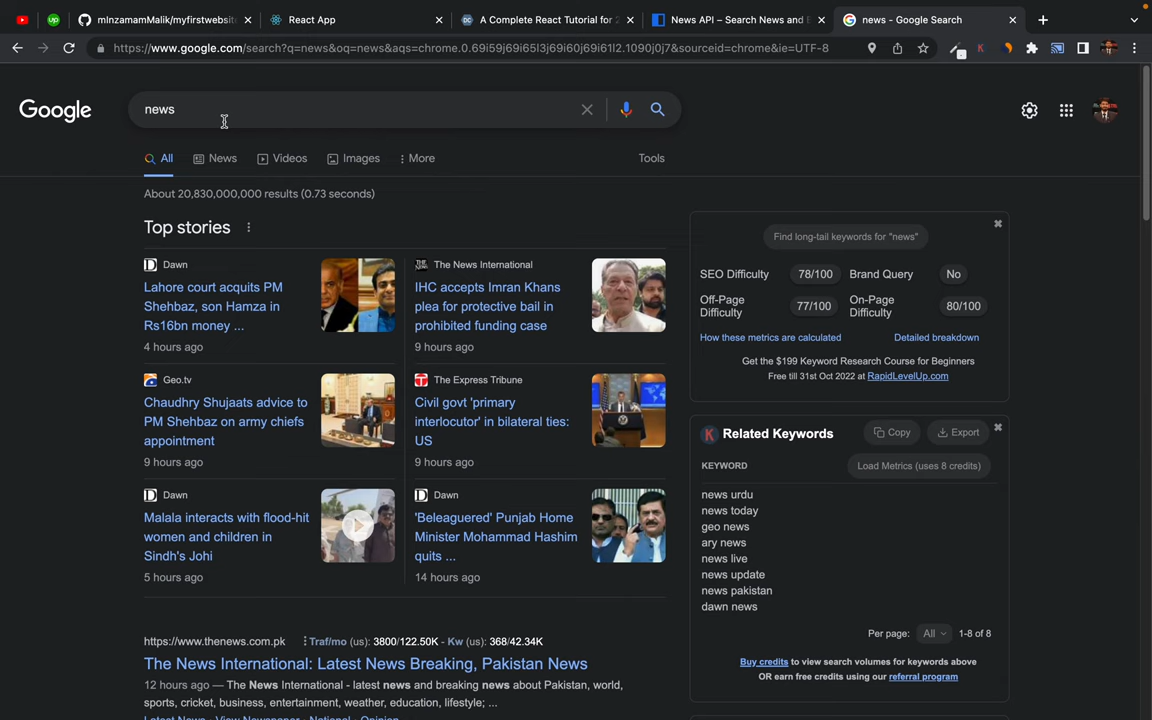 mInzamamMalik/myfirstwebsite
React App
A Complete React Tutorial for 2
News API – Search News and B
news - Google Search
https://www.google.com/search?q=news&oq=news&aqs=chrome.0.69i59j69i65l3j69i60j69i61l2.1090j0j7&sourceid=chrome&ie=UTF-8
Google
news
All
News
Videos
Images
More
Tools
About 20,830,000,000 results (0.73 seconds)
Top stories
Dawn
Lahore court acquits PM
Shehbaz, son Hamza in
Rs16bn money ...
4 hours ago
The News International
IHC accepts Imran Khans
plea for protective bail in
prohibited funding case
9 hours ago
Geo.tv
Chaudhry Shujaats advice to
PM Shehbaz on army chiefs
appointment
9 hours ago
The Express Tribune
Civil govt 'primary
interlocutor' in bilateral ties:
US
9 hours ago
Dawn
Malala interacts with flood-hit
women and children in
Sindh's Johi
5 hours ago
Dawn
'Beleaguered' Punjab Home
Minister Mohammad Hashim
quits ...
14 hours ago
https://www.thenews.com.pk
Traf/mo (us): 3800/122.50K - Kw (us): 368/42.34K
The News International: Latest News Breaking, Pakistan News
12 hours ago — The News International - latest news and breaking news about Pakistan, world,
sports, cricket, business, entertainment, weather, education, lifestyle; ...
Latest News · View Newspaper · National · Opinion
Find long-tail keywords for "news"
SEO Difficulty 78/100 Brand Query No
Off-Page
Difficulty
77/100
On-Page
Difficulty
80/100
How these metrics are calculated
Detailed breakdown
Get the $199 Keyword Research Course for Beginners
Free till 31st Oct 2022 at RapidLevelUp.com
K Related Keywords
Copy
Export
KEYWORD
Load Metrics (uses 8 credits)
news urdu
news today
geo news
ary news
news live
news update
news pakistan
dawn news
Per page: All 1-8 of 8
Buy credits to view search volumes for keywords above
OR earn free credits using our referral program